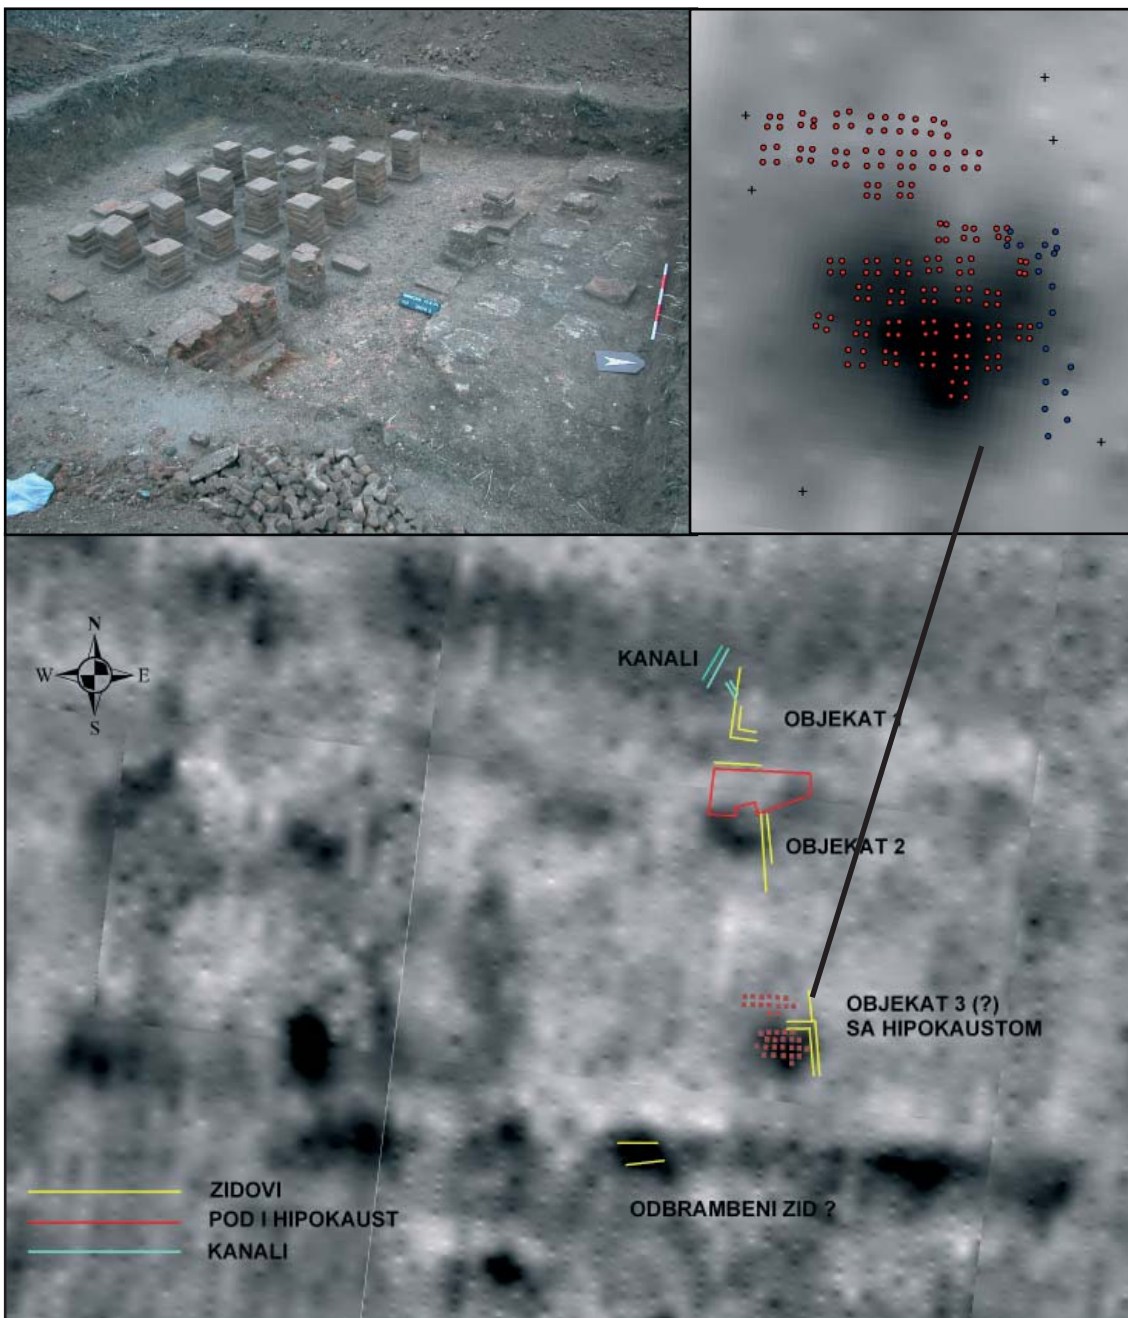 N
W E
S
KANALI
OBJEKAT 1
OBJEKAT 2
OBJEKAT 3 (?)
SA HIPOKAUSTOM
ZIDOVI
POD I HIPOKAUST
KANALI
ODBRAMBENI ZID ?